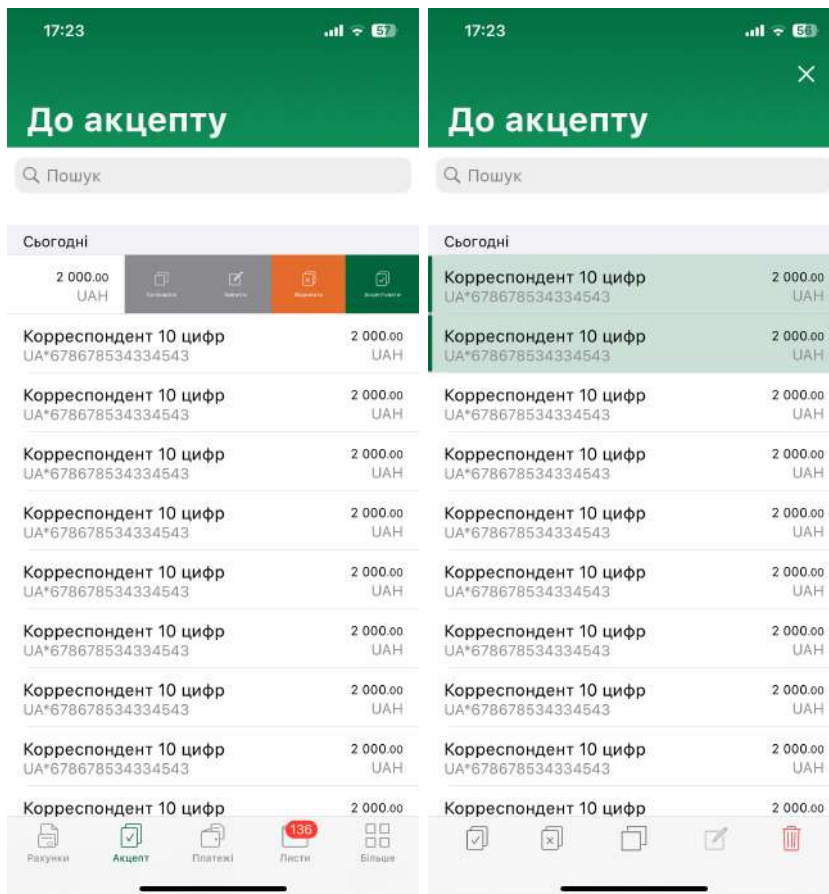 17:23
57
До акцепту
Пошук
Сьогодні
2 000.00
UAH
Корреспондент 10 цифр 2 000.00
UA*678678534334543 UAH
Корреспондент 10 цифр 2 000.00
UA*678678534334543 UAH
Корреспондент 10 цифр 2 000.00
UA*678678534334543 UAH
Корреспондент 10 цифр 2 000.00
UA*678678534334543 UAH
Корреспондент 10 цифр 2 000.00
UA*678678534334543 UAH
Корреспондент 10 цифр 2 000.00
UA*678678534334543 UAH
Корреспондент 10 цифр 2 000.00
UA*678678534334543 UAH
Корреспондент 10 цифр 2 000.00
UA*678678534334543 UAH
Корреспондент 10 цифр 2 000.00
Рахунки Акцепт Платежі 136 Листи Більше
17:23
56
До акцепту
Пошук
Сьогодні
Корреспондент 10 цифр 2 000.00
UA*678678534334543 UAH
Корреспондент 10 цифр 2 000.00
UA*678678534334543 UAH
Корреспондент 10 цифр 2 000.00
UA*678678534334543 UAH
Корреспондент 10 цифр 2 000.00
UA*678678534334543 UAH
Корреспондент 10 цифр 2 000.00
UA*678678534334543 UAH
Корреспондент 10 цифр 2 000.00
UA*678678534334543 UAH
Корреспондент 10 цифр 2 000.00
UA*678678534334543 UAH
Корреспондент 10 цифр 2 000.00
UA*678678534334543 UAH
Корреспондент 10 цифр 2 000.00
UA*678678534334543 UAH
Корреспондент 10 цифр 2 000.00